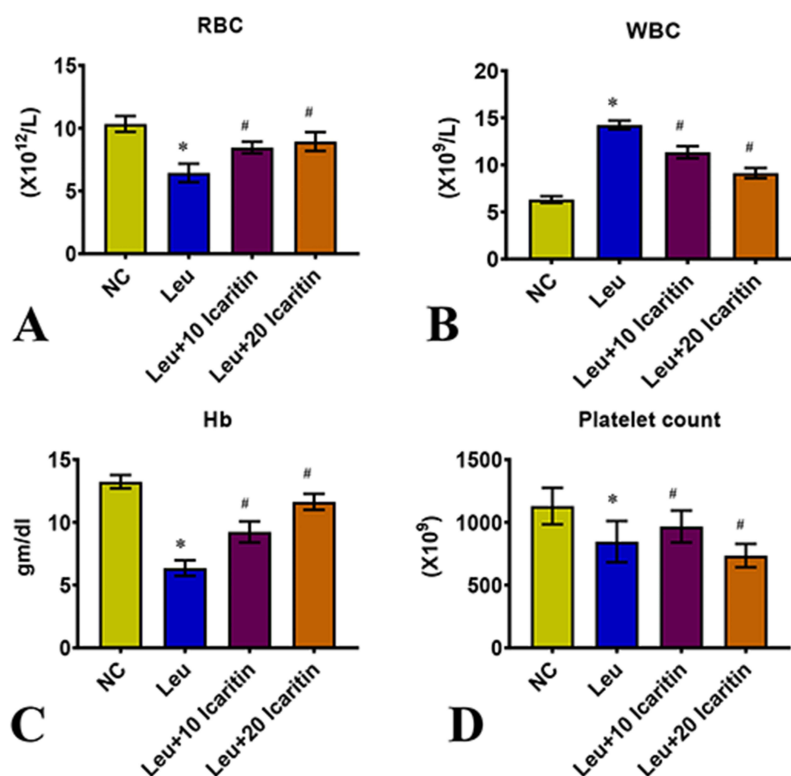 RBC
(X10¹²/L)
15
10
5
0
*
#
#
NC
Leu
Leu+10 Icaritin
Leu+20 Icaritin
A
WBC
(X10⁹/L)
20
15
10
5
0
*
#
#
NC
Leu
Leu+10 Icaritin
Leu+20 Icaritin
B
Hb
gm/dl
15
10
5
0
*
#
#
NC
Leu
Leu+10 Icaritin
Leu+20 Icaritin
C
Platelet count
(X10⁹)
1500
1000
500
0
*
#
#
NC
Leu
Leu+10 Icaritin
Leu+20 Icaritin
D